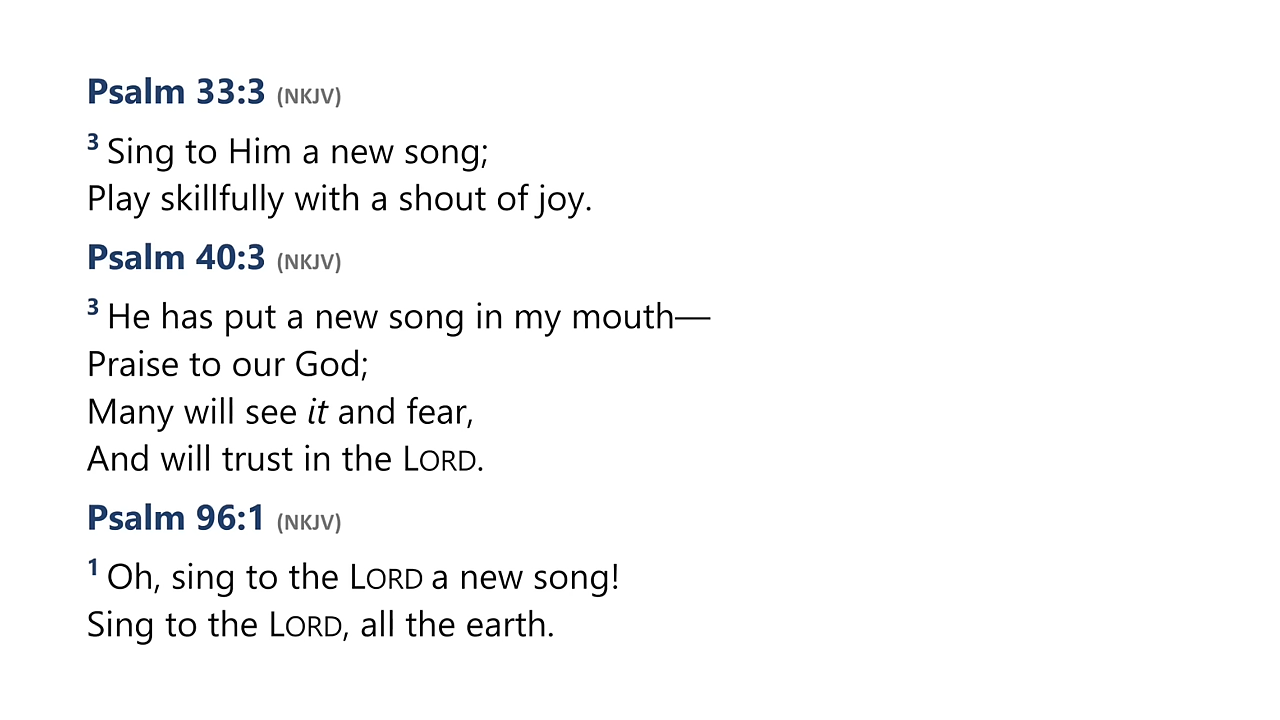 Psalm 33:3 (NKJV)
3 Sing to Him a new song;
Play skillfully with a shout of joy.
Psalm 40:3 (NKJV)
3 He has put a new song in my mouth—
Praise to our God;
Many will see it and fear,
And will trust in the LORD.
Psalm 96:1 (NKJV)
1 Oh, sing to the LORD a new song!
Sing to the LORD, all the earth.